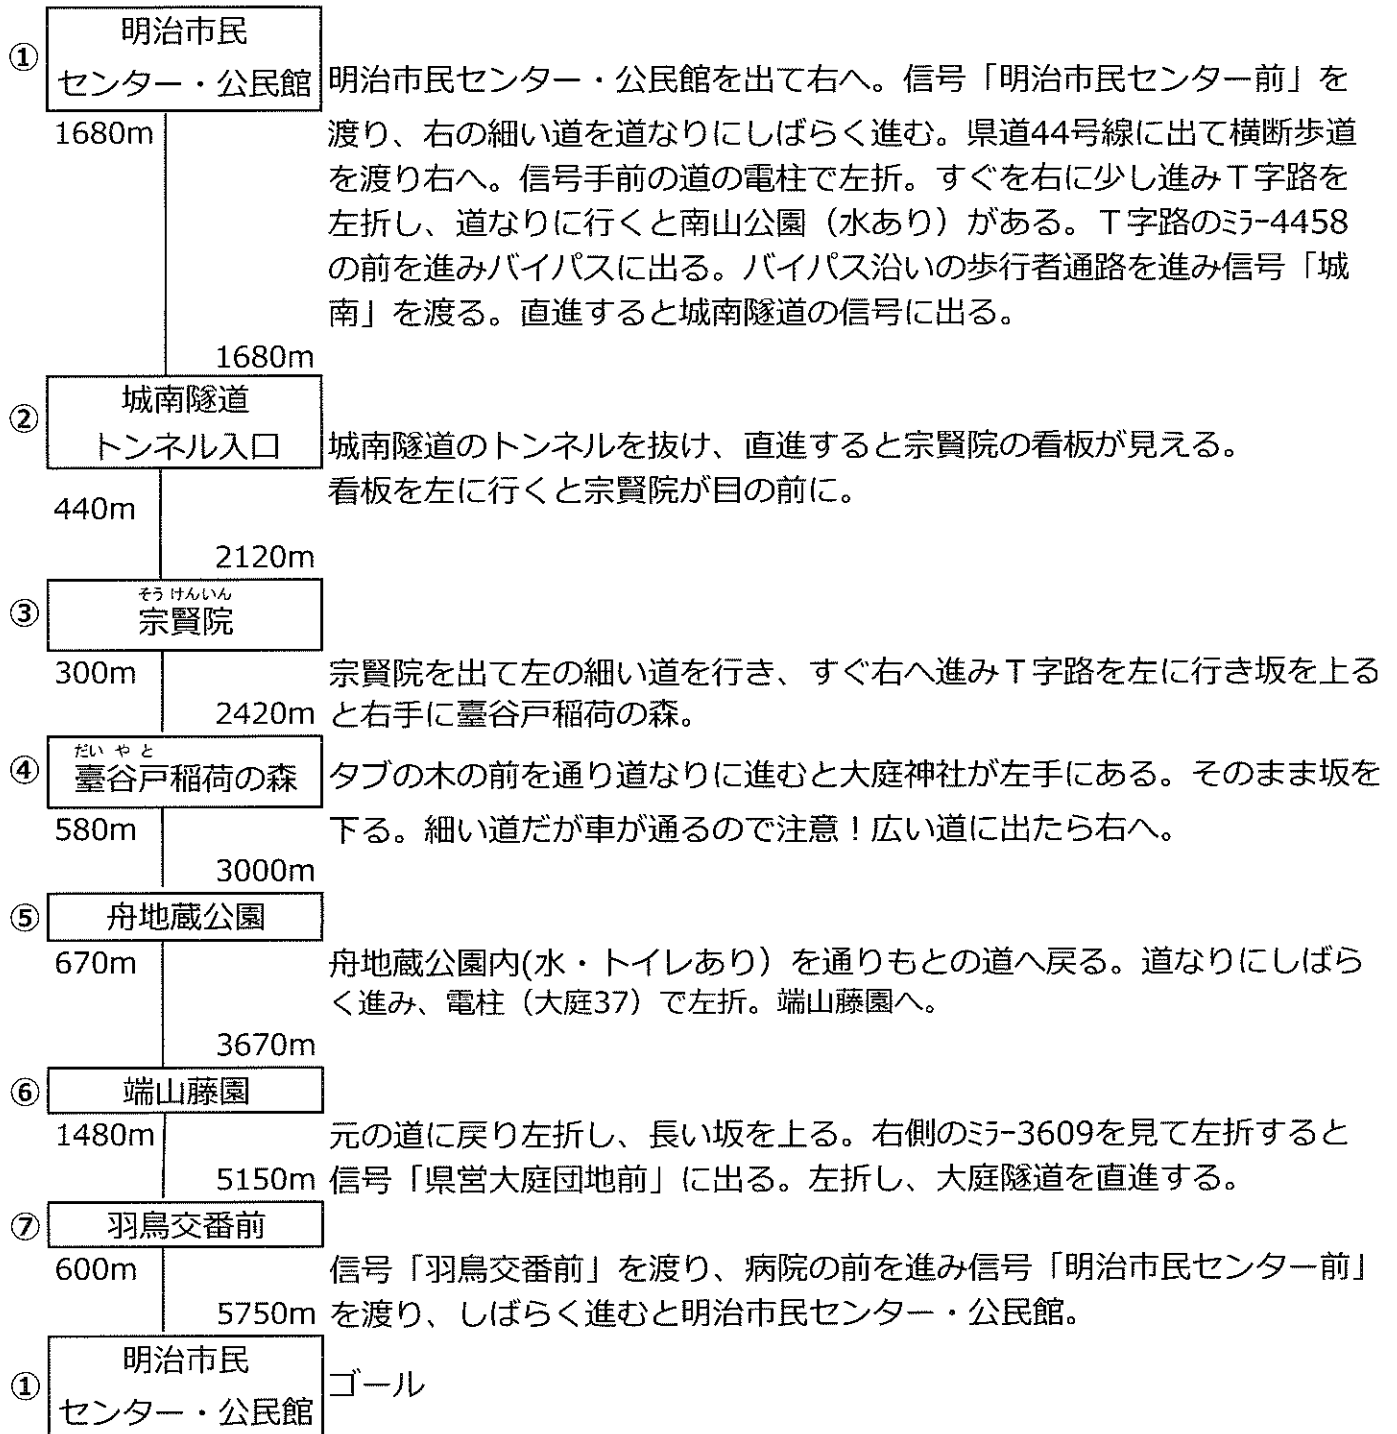 ①
明治市民
センター・公民館
明治市民センター・公民館を出て右へ。信号「明治市民センター前」を
1680m
渡り、右の細い道を道なりにしばらく進む。県道44号線に出て横断歩道
を渡り右へ。信号手前の道の電柱で左折。すぐを右に少し進みT字路を
左折し、道なりに行くと南山公園（水あり）がある。T字路のﾐﾗｰ4458
の前を進みバイパスに出る。バイパス沿いの歩行者通路を進み信号「城
南」を渡る。直進すると城南隧道の信号に出る。
1680m
②
城南隧道
トンネル入口
城南隧道のトンネルを抜け、直進すると宗賢院の看板が見える。
看板を左に行くと宗賢院が目の前に。
440m
2120m
③
そうけんいん
宗賢院
300m
宗賢院を出て左の細い道を行き、すぐ右へ進みT字路を左に行き坂を上る
2420m
と右手に臺谷戸稲荷の森。
④
だいやと
臺谷戸稲荷の森
タブの木の前を通り道なりに進むと大庭神社が左手にある。そのまま坂を
580m
下る。細い道だが車が通るので注意！広い道に出たら右へ。
3000m
⑤
舟地蔵公園
670m
舟地蔵公園内(水・トイレあり）を通りもとの道へ戻る。道なりにしばら
く進み、電柱（大庭37）で左折。端山藤園へ。
3670m
⑥
端山藤園
1480m
元の道に戻り左折し、長い坂を上る。右側のﾐﾗｰ3609を見て左折すると
5150m
信号「県営大庭団地前」に出る。左折し、大庭隧道を直進する。
⑦
羽鳥交番前
600m
信号「羽鳥交番前」を渡り、病院の前を進み信号「明治市民センター前」
5750m
を渡り、しばらく進むと明治市民センター・公民館。
①
明治市民
センター・公民館
ゴール